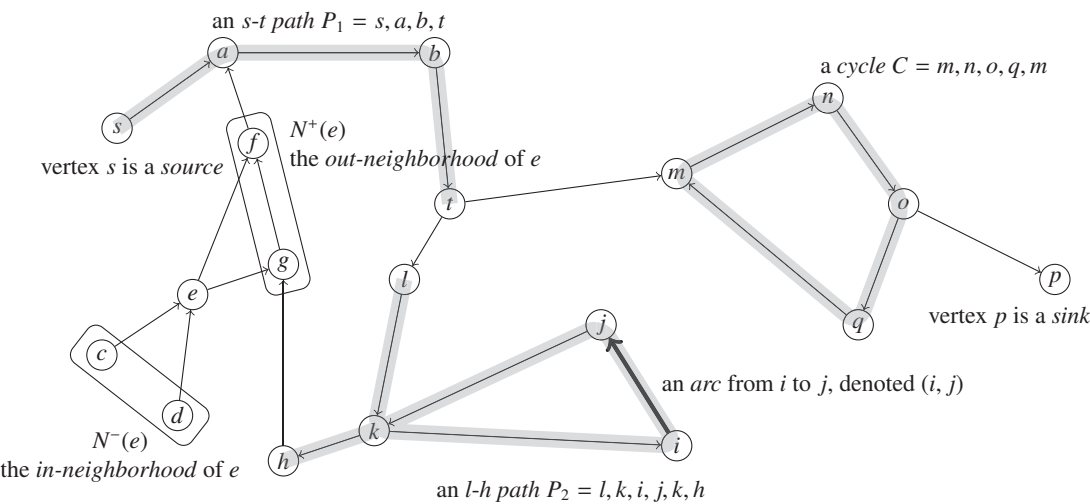 an s-t path P₁ = s, a, b, t
a
b
a cycle C = m, n, o, q, m
n
s
f
N⁺(e)
the out-neighborhood of e
vertex s is a source
m
t
o
g
l
e
p
vertex p is a sink
j
q
c
an arc from i to j, denoted (i, j)
d
k
i
N⁻(e)
h
the in-neighborhood of e
an l-h path P₂ = l, k, i, j, k, h